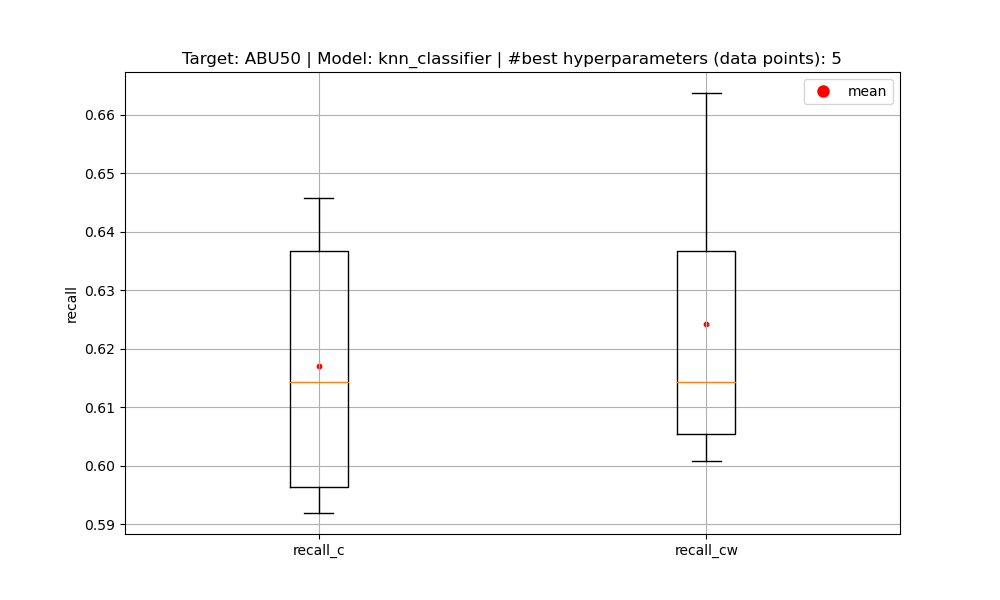 Target: ABU50 | Model: knn_classifier | #best hyperparameters (data points): 5
mean
0.66
0.65
0.64
0.63
0.62
0.61
0.60
0.59
recall
recall_c
recall_cw